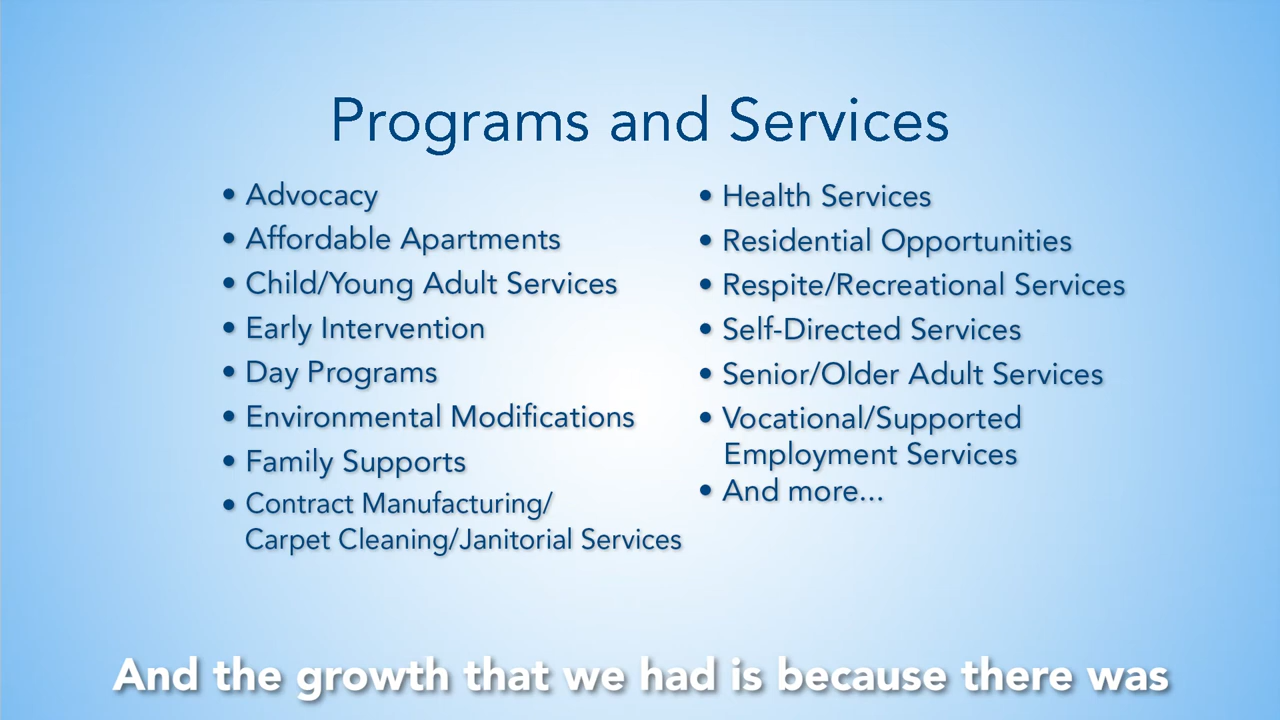 Programs and Services
• Advocacy
• Affordable Apartments
• Child/Young Adult Services
• Early Intervention
• Day Programs
• Environmental Modifications
• Family Supports
• Contract Manufacturing/
Carpet Cleaning/Janitorial Services
• Health Services
• Residential Opportunities
• Respite/Recreational Services
• Self-Directed Services
• Senior/Older Adult Services
• Vocational/Supported
Employment Services
• And more...
And the growth that we had is because there was